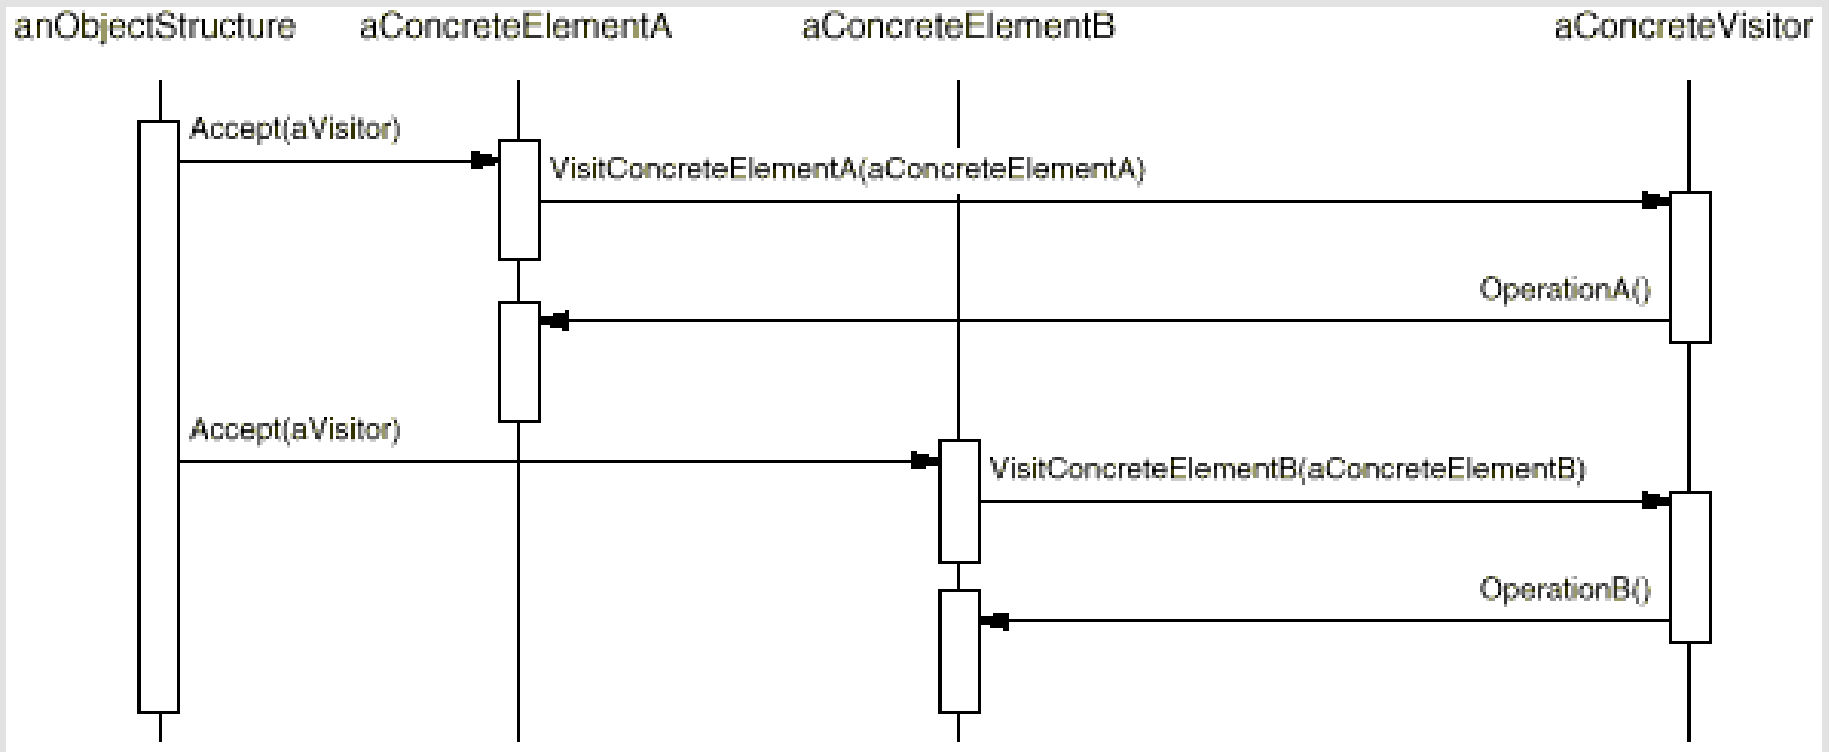 anObjectStructure aConcreteElementA aConcreteElementB aConcreteVisitor
Accept(aVisitor)
VisitConcreteElementA(aConcreteElementA)
OperationA()
Accept(aVisitor)
VisitConcreteElementB(aConcreteElementB)
OperationB()